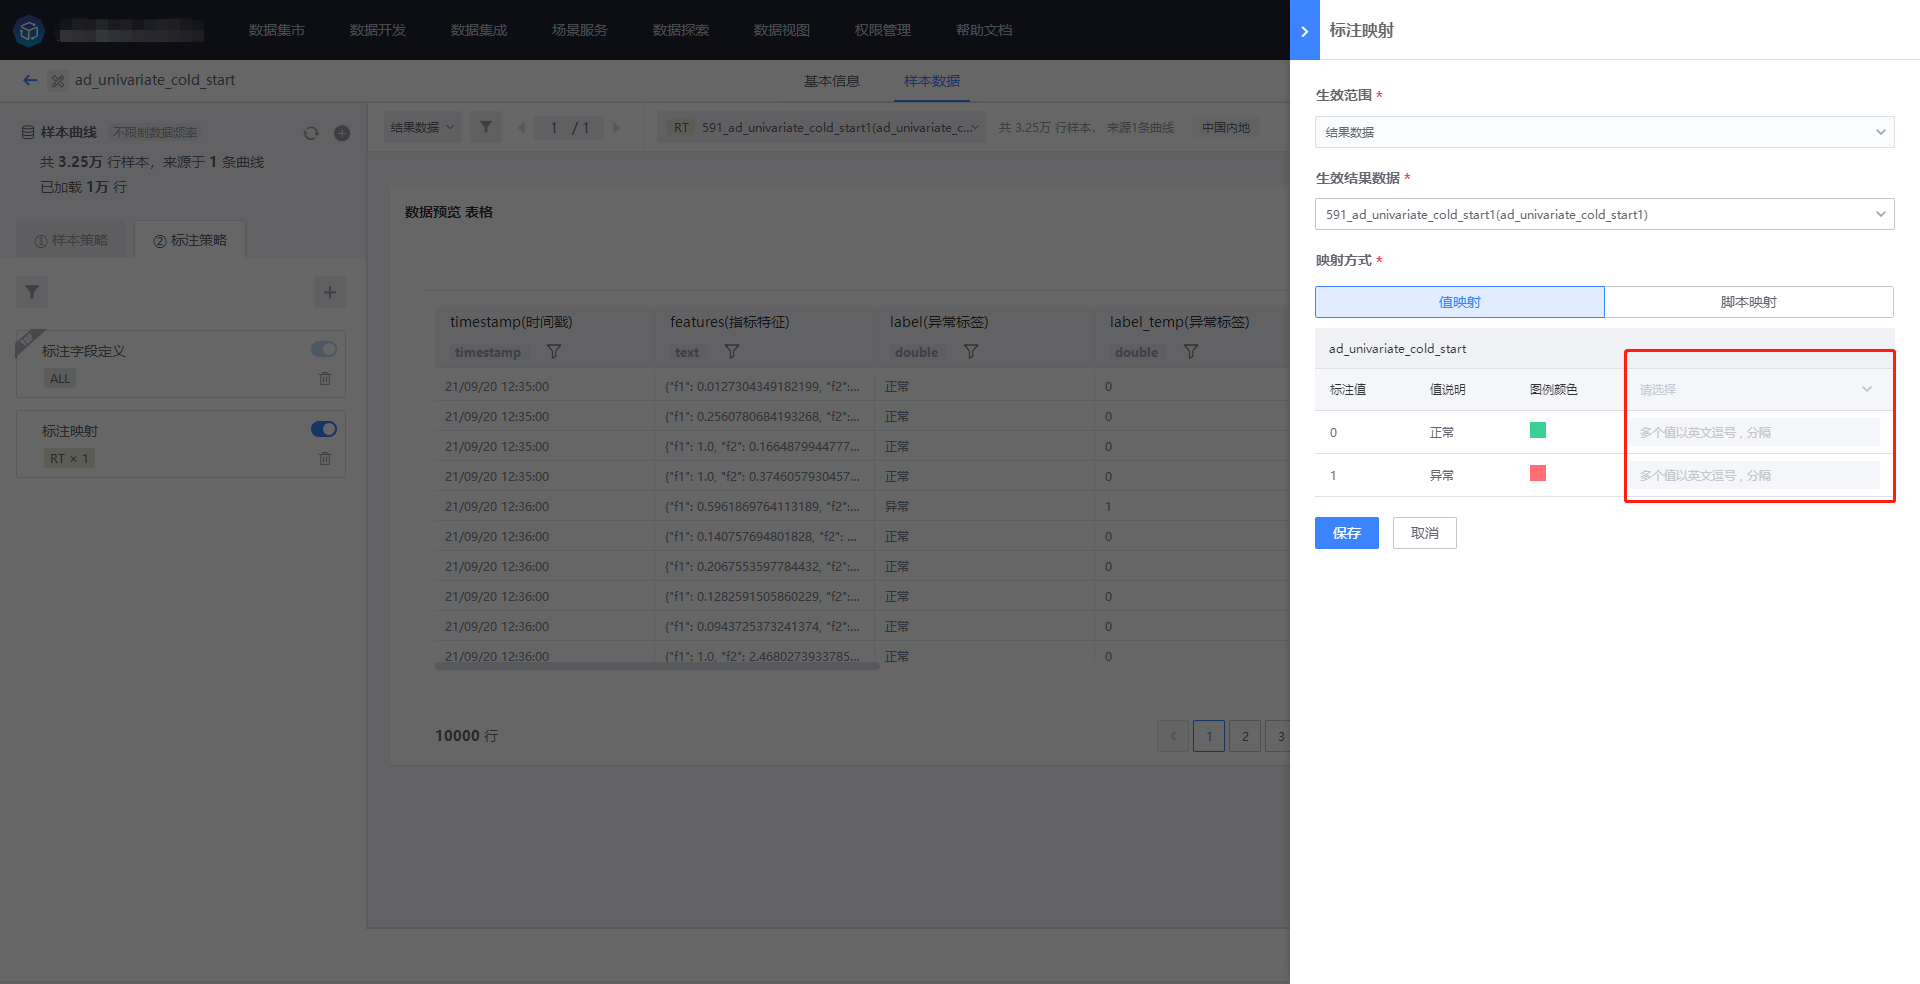 数据集市 数据开发 数据集成 场景服务 数据探索 数据视图 权限管理 帮助文档
ad_univariate_cold_start
基本信息 样本数据
样本曲线 不限制数据频率
共 3.25万 行样本，来源于 1 条曲线
已加载 1万 行
① 样本策略 ② 标注策略
TOP
标注字段定义
ALL
标注映射
RT × 1
结果数据
1 / 1
RT 591_ad_univariate_cold_start1(ad_univariate_c...
共 3.25万 行样本， 来源1条曲线
中国内地
数据预览 表格
timestamp(时间戳) features(指标特征) label(异常标签) label_temp(异常标签)
timestamp text double double
21/09/20 12:35:00 {"f1": 0.0127304349182199, "f2":... 正常 0
21/09/20 12:35:00 {"f1": 0.2560780684193268, "f2":... 正常 0
21/09/20 12:35:00 {"f1": 1.0, "f2": 0.1664879944777... 正常 0
21/09/20 12:35:00 {"f1": 1.0, "f2": 0.3746057930457... 正常 0
21/09/20 12:36:00 {"f1": 0.5961869764113189, "f2":... 异常 1
21/09/20 12:36:00 {"f1": 0.140757694801828, "f2": ... 正常 0
21/09/20 12:36:00 {"f1": 0.2067553597784432, "f2":... 正常 0
21/09/20 12:36:00 {"f1": 0.1282591505860229, "f2":... 正常 0
21/09/20 12:36:00 {"f1": 0.0943725373241374, "f2":... 正常 0
21/09/20 12:36:00 {"f1": 1.0, "f2": 2.4680273933785... 正常 0
10000 行
1 2 3
标注映射
生效范围 *
结果数据
生效结果数据 *
591_ad_univariate_cold_start1(ad_univariate_cold_start1)
映射方式 *
值映射 脚本映射
ad_univariate_cold_start
标注值 值说明 图例颜色 请选择
0 正常 多个值以英文逗号 , 分隔
1 异常 多个值以英文逗号 , 分隔
保存 取消